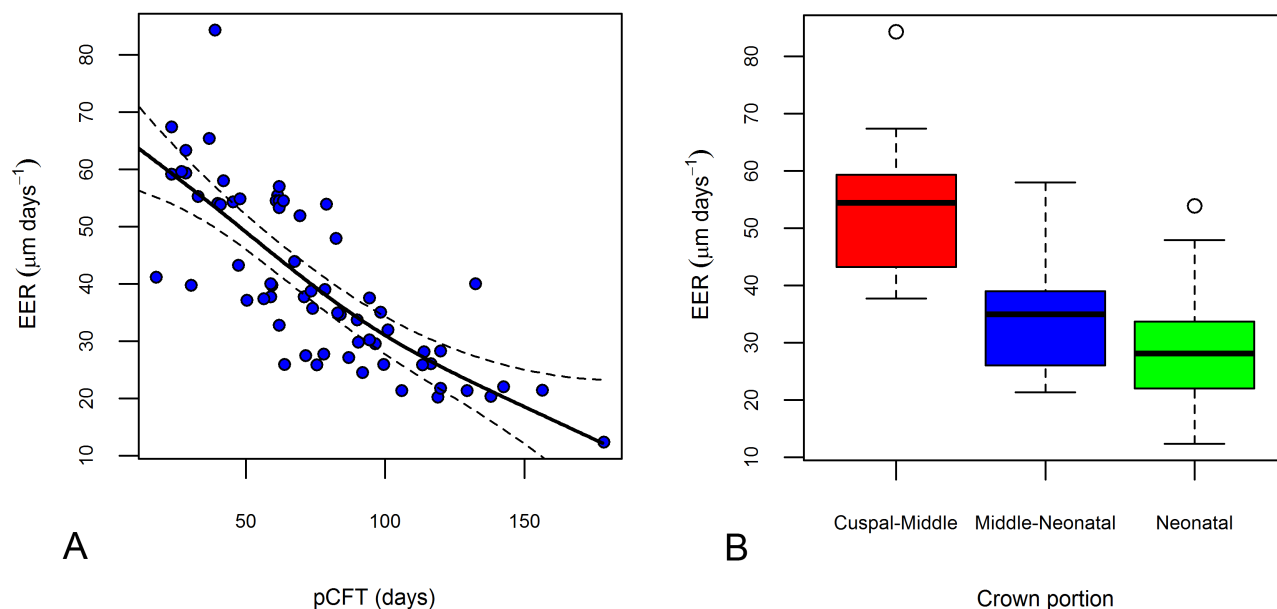 EER (μm days⁻¹)
80
70
60
50
40
30
20
10
50 100 150
pCFT (days)
A
EER (μm days⁻¹)
80
70
60
50
40
30
20
10
Cuspal-Middle Middle-Neonatal Neonatal
Crown portion
B